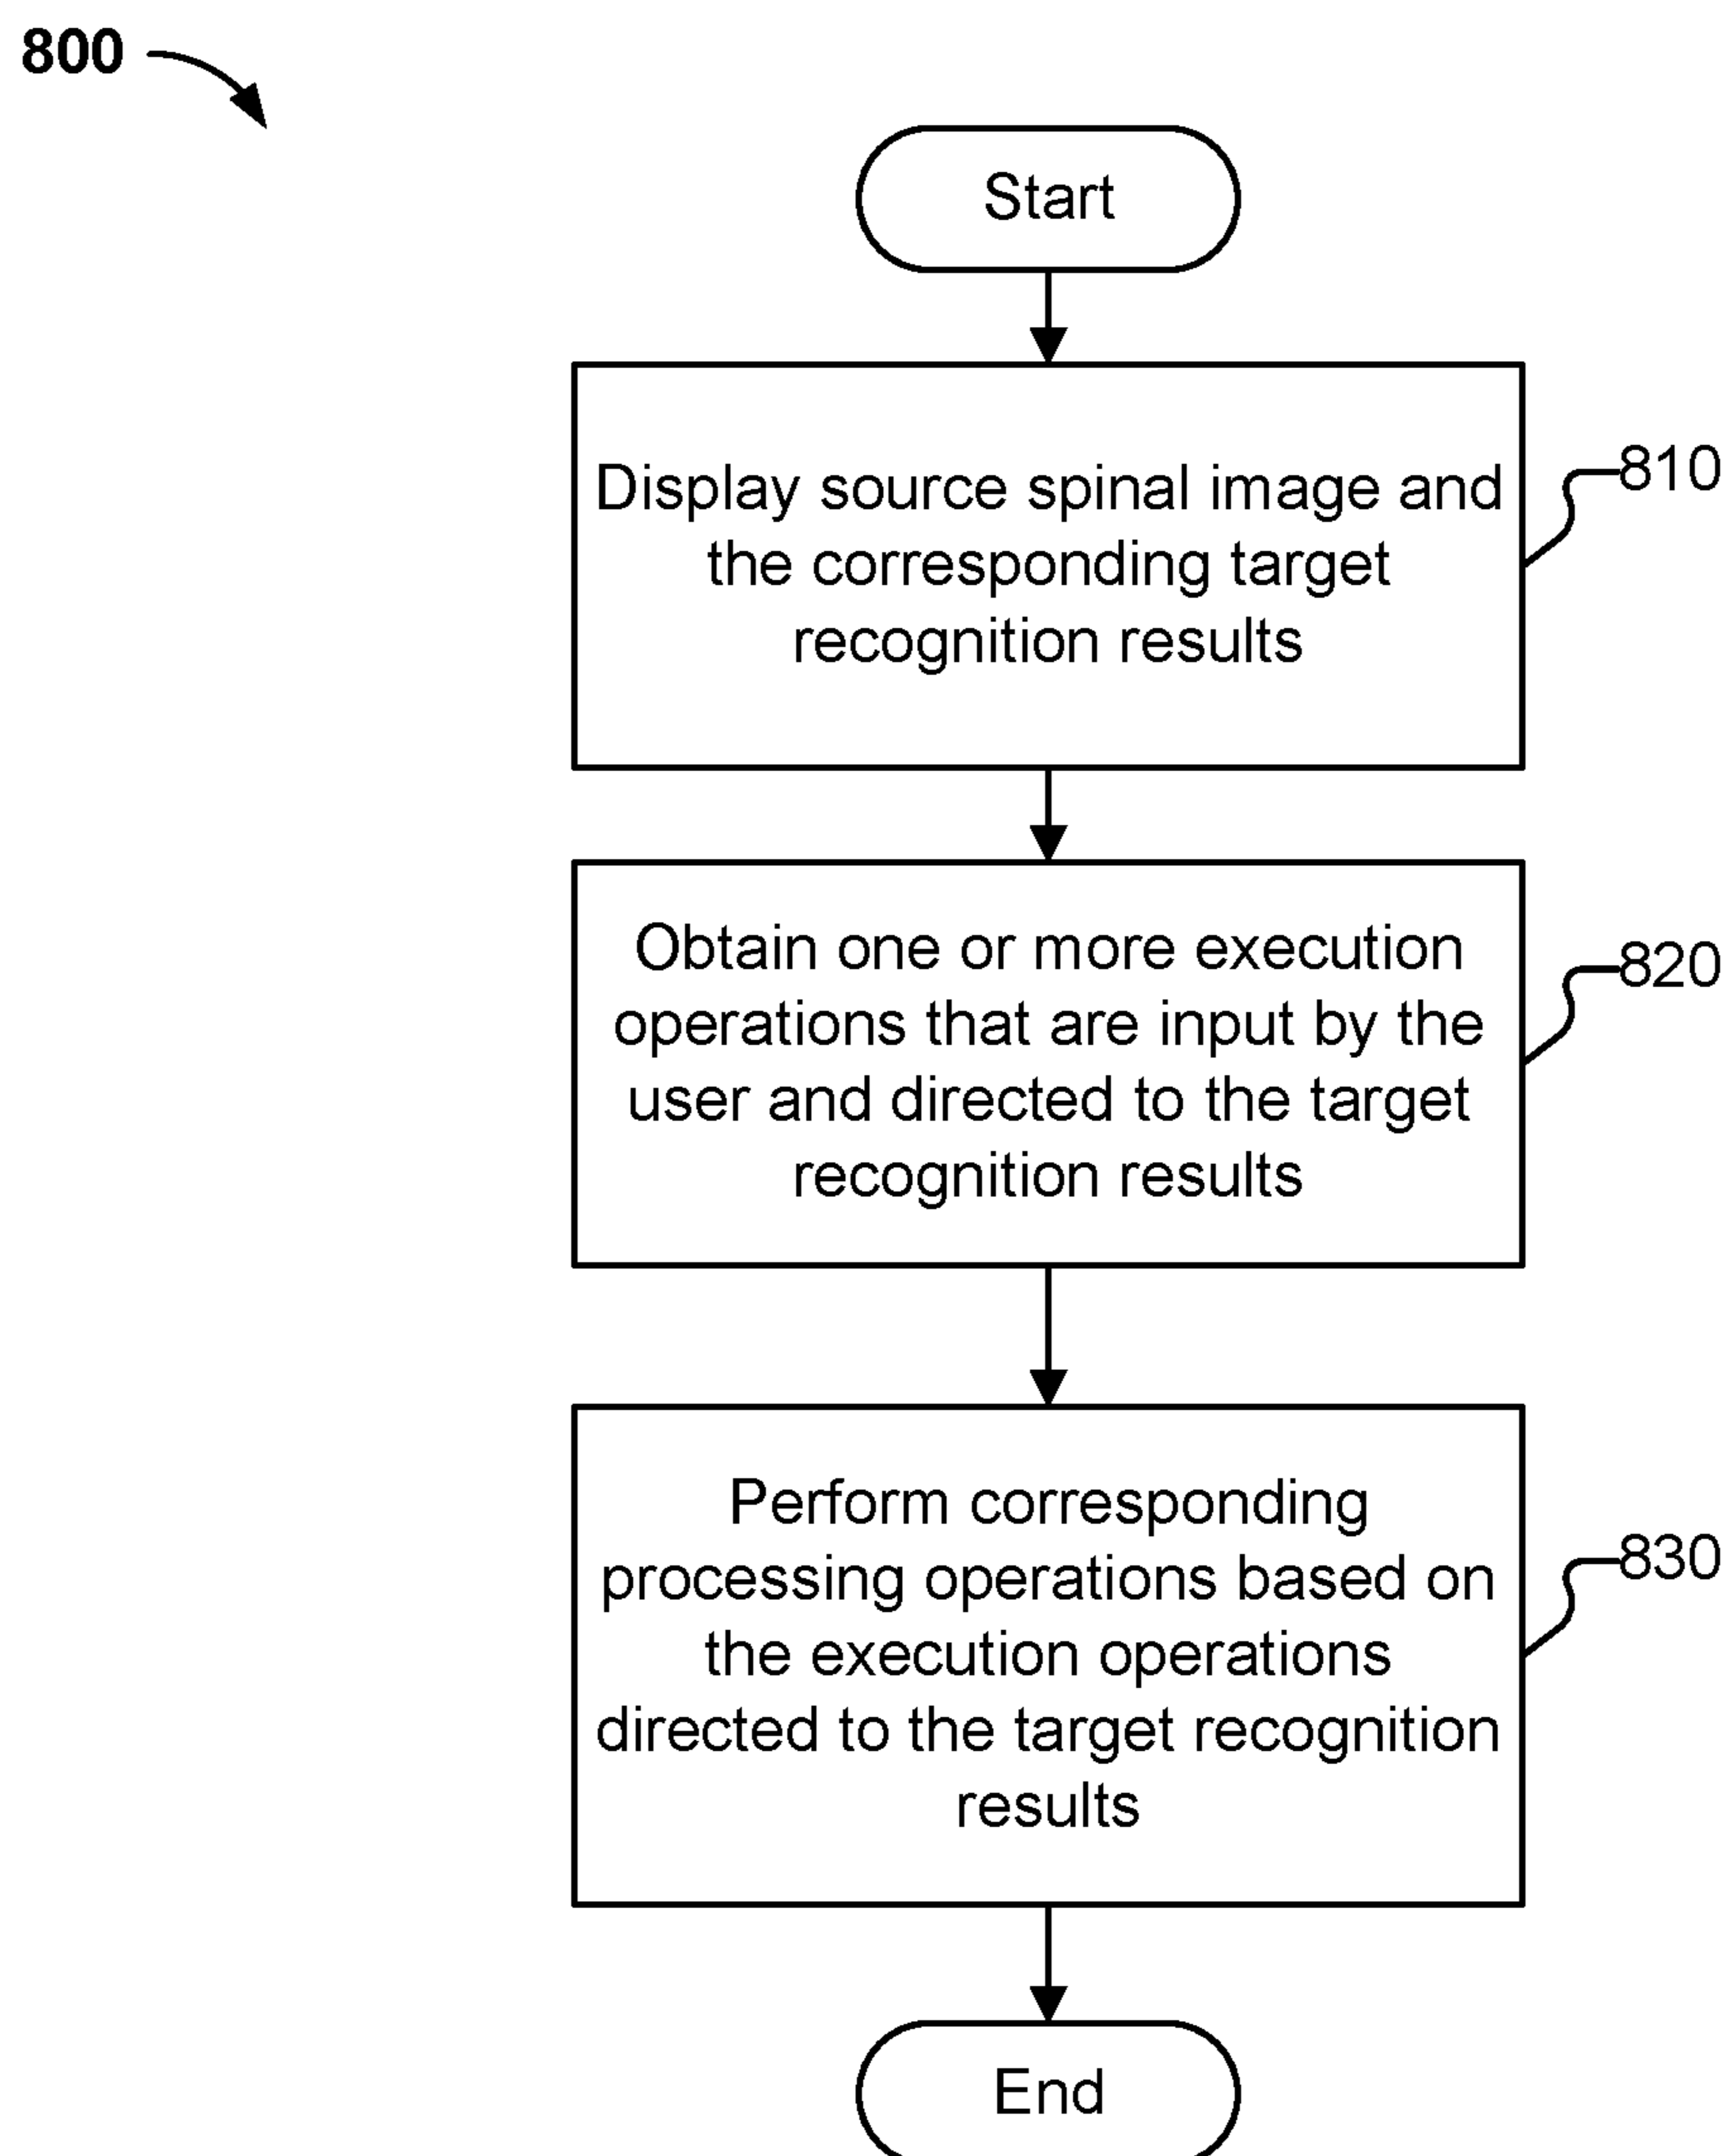 800
Start
Display source spinal image and
the corresponding target
recognition results
810
Obtain one or more execution
operations that are input by the
user and directed to the target
recognition results
820
Perform corresponding
processing operations based on
the execution operations
directed to the target recognition
results
830
End